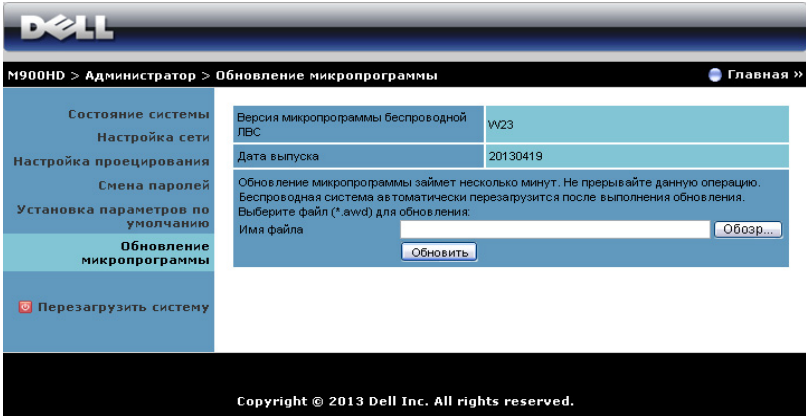 DELL
M900HD > Администратор > Обновление микропрограммы
Главная »
Состояние системы
Настройка сети
Настройка проецирования
Смена паролей
Установка параметров по
умолчанию
Обновление
микропрограммы
Перезагрузить систему
Версия микропрограммы беспроводной
ЛВС
VV23
Дата выпуска
20130419
Обновление микропрограммы займет несколько минут. Не прерывайте данную операцию.
Беспроводная система автоматически перезагрузится после выполнения обновления.
Выберите файл (*.awd) для обновления:
Имя файла
Обозр...
Обновить
Copyright © 2013 Dell Inc. All rights reserved.